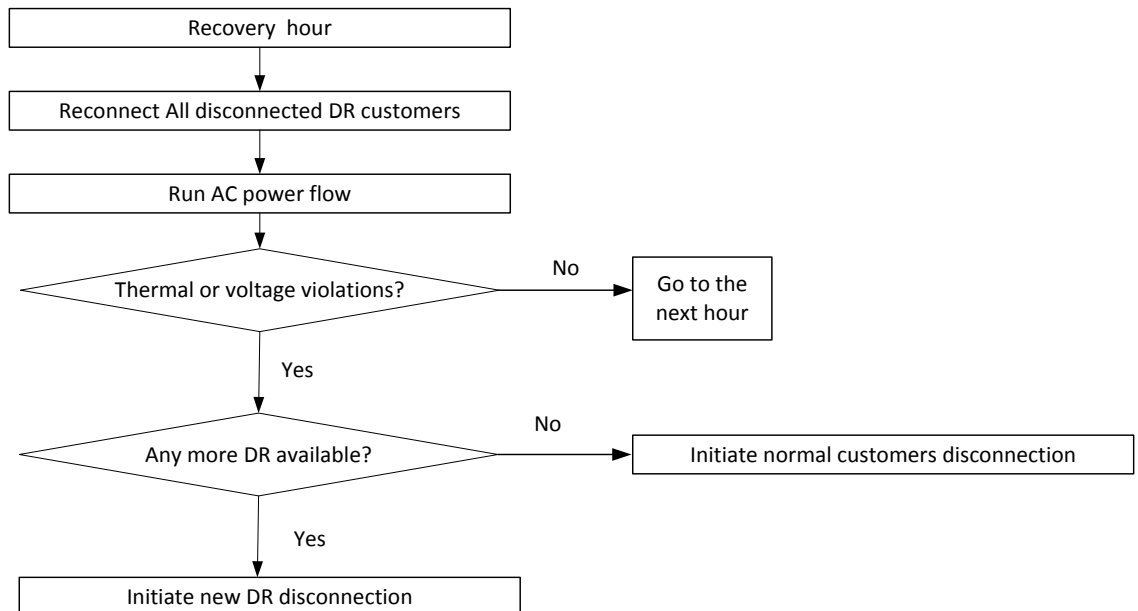 Recovery hour
Reconnect All disconnected DR customers
Run AC power flow
Thermal or voltage violations?
No
Go to the
next hour
Yes
Any more DR available?
No
Initiate normal customers disconnection
Yes
Initiate new DR disconnection